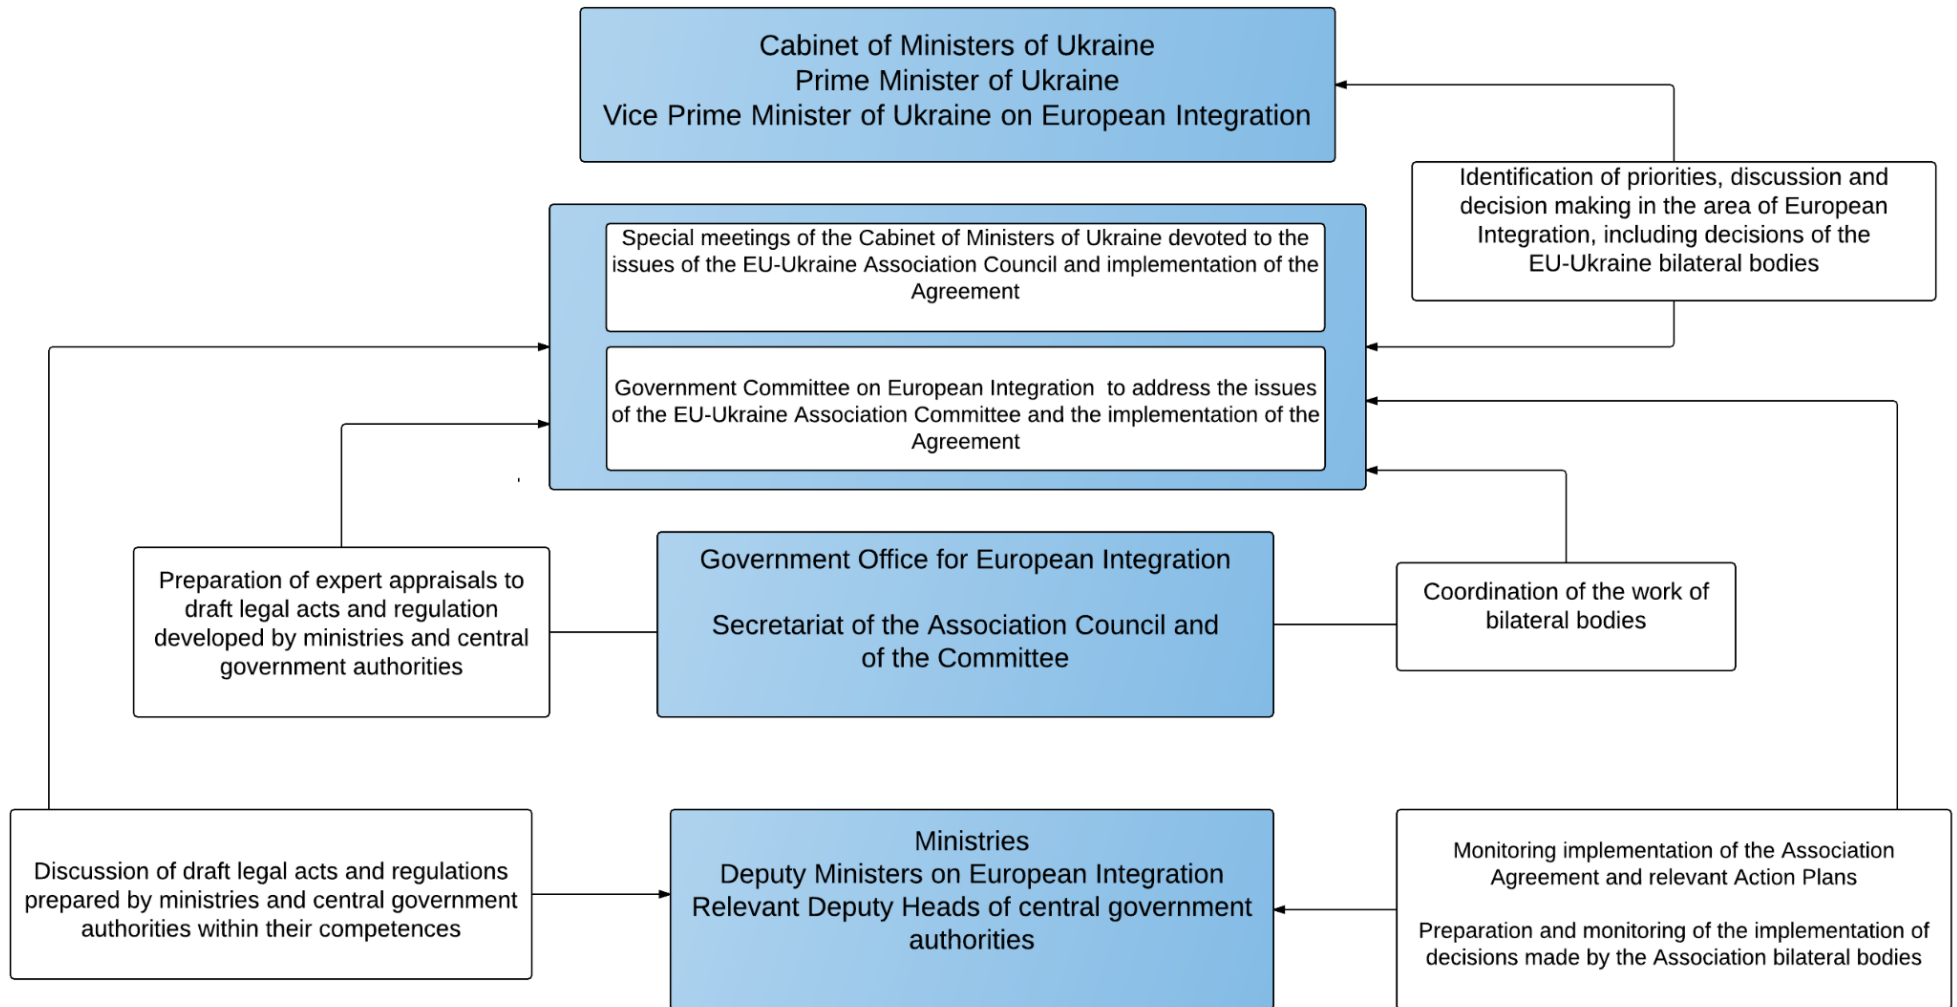 Cabinet of Ministers of Ukraine
Prime Minister of Ukraine
Vice Prime Minister of Ukraine on European Integration
Identification of priorities, discussion and
decision making in the area of European
Integration, including decisions of the
EU-Ukraine bilateral bodies
Special meetings of the Cabinet of Ministers of Ukraine devoted to the
issues of the EU-Ukraine Association Council and implementation of the
Agreement
Government Committee on European Integration to address the issues
of the EU-Ukraine Association Committee and the implementation of the
Agreement
Preparation of expert appraisals to
draft legal acts and regulation
developed by ministries and central
government authorities
Government Office for European Integration
Secretariat of the Association Council and
of the Committee
Coordination of the work of
bilateral bodies
Discussion of draft legal acts and regulations
prepared by ministries and central government
authorities within their competences
Ministries
Deputy Ministers on European Integration
Relevant Deputy Heads of central government
authorities
Monitoring implementation of the Association
Agreement and relevant Action Plans
Preparation and monitoring of the implementation of
decisions made by the Association bilateral bodies